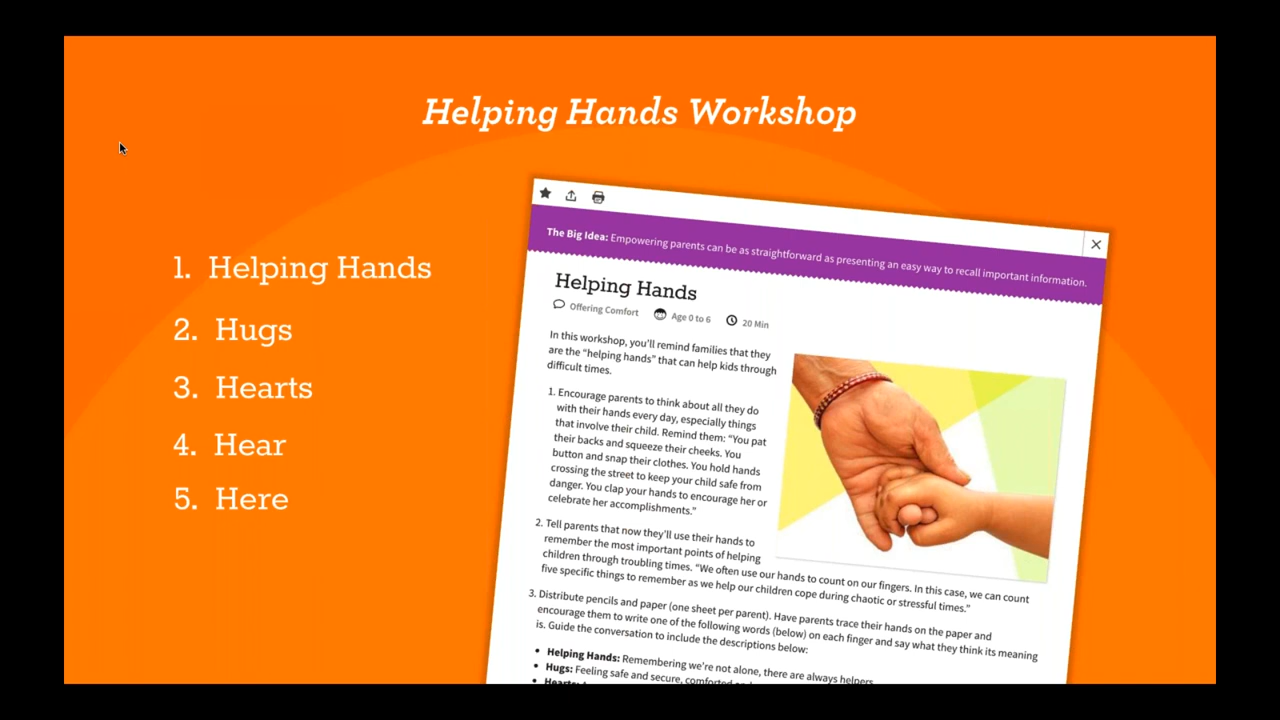 Helping Hands Workshop
1. Helping Hands
2. Hugs
3. Hearts
4. Hear
5. Here
The Big Idea: Empowering parents can be as straightforward as presenting an easy way to recall important information.
Helping Hands
Offering Comfort Age 0 to 6 20 Min
In this workshop, you’ll remind families that they
are the “helping hands” that can help kids through
difficult times.
1. Encourage parents to think about all they do
with their hands every day, especially things
that involve their child. Remind them: “You pat
their backs and squeeze their cheeks. You
button and snap their clothes. You hold hands
crossing the street to keep your child safe from
danger. You clap your hands to encourage her or
celebrate her accomplishments.”
2. Tell parents that now they’ll use their hands to
remember the most important points of helping
children through troubling times. “We often use our hands to count on our fingers. In this case, we can count
five specific things to remember as we help our children cope during chaotic or stressful times.”
3. Distribute pencils and paper (one sheet per parent). Have parents trace their hands on the paper and
encourage them to write one of the following words (below) on each finger and say what they think its meaning
is. Guide the conversation to include the descriptions below:
• Helping Hands: Remembering we’re not alone, there are always helpers
• Hugs: Feeling safe and secure, comforted
• Hearts: